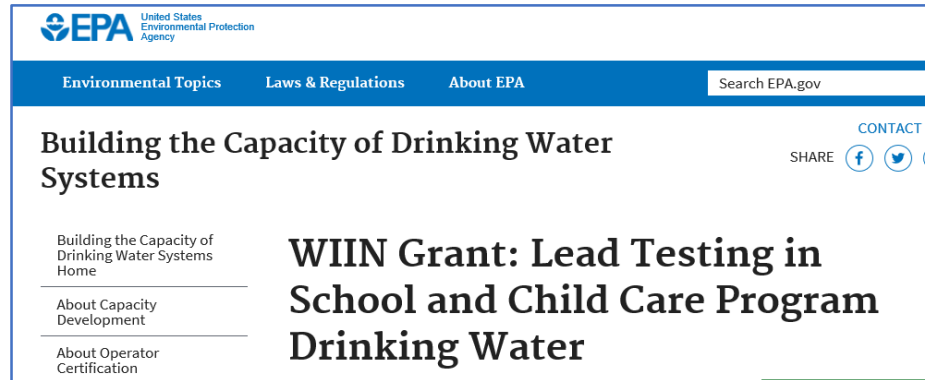 EPA
United States
Environmental Protection
Agency
Environmental Topics Laws & Regulations About EPA Search EPA.gov
Building the Capacity of Drinking Water
Systems
CONTACT
SHARE
Building the Capacity of
Drinking Water Systems
Home
About Capacity
Development
About Operator
Certification
WIIN Grant: Lead Testing in
School and Child Care Program
Drinking Water